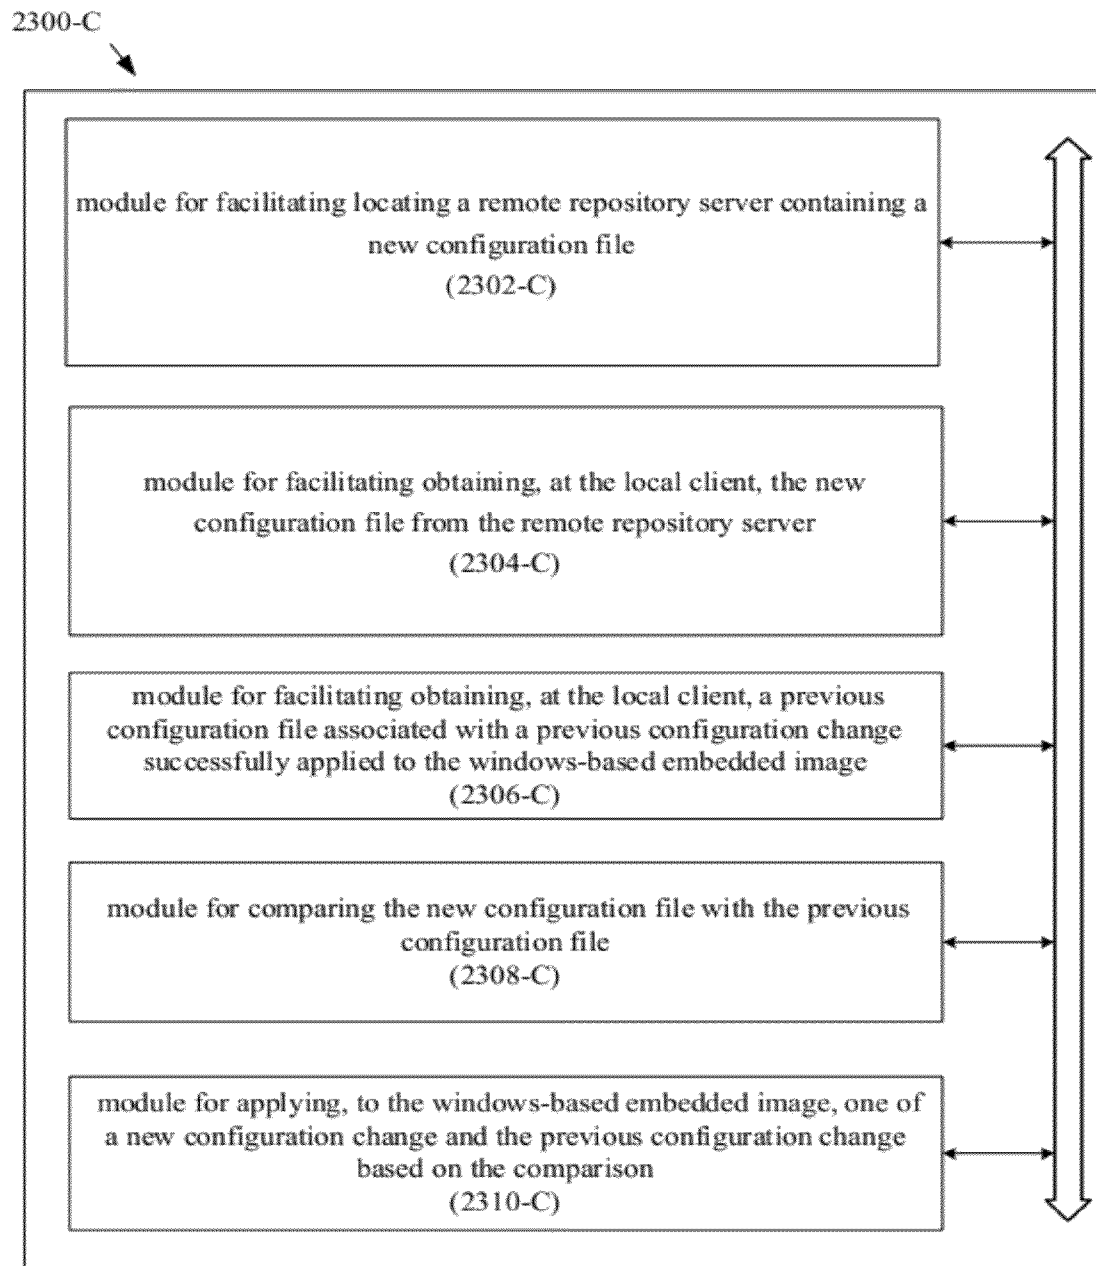 2300-C
module for facilitating locating a remote repository server containing a
new configuration file
(2302-C)
module for facilitating obtaining, at the local client, the new
configuration file from the remote repository server
(2304-C)
module for facilitating obtaining, at the local client, a previous
configuration file associated with a previous configuration change
successfully applied to the windows-based embedded image
(2306-C)
module for comparing the new configuration file with the previous
configuration file
(2308-C)
module for applying, to the windows-based embedded image, one of
a new configuration change and the previous configuration change
based on the comparison
(2310-C)